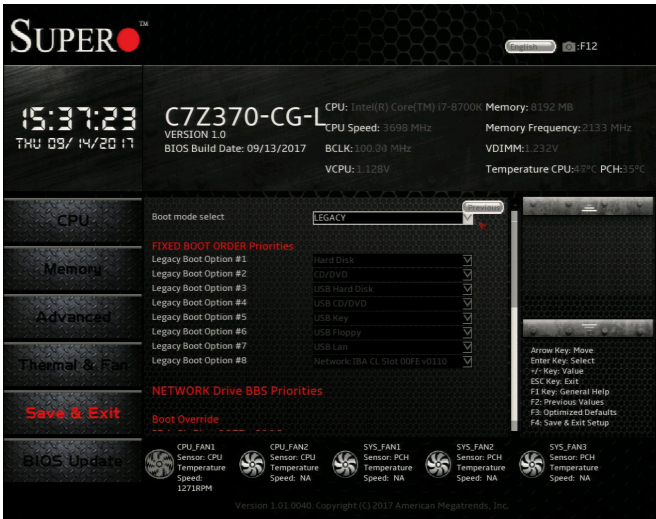 SUPER TM
English :F12
15:37:23
THU 09/14/2017
C7Z370-CG-L
VERSION 1.0
BIOS Build Date: 09/13/2017
CPU: Intel(R) Core(TM) i7-8700K
CPU Speed: 3698 MHz
BCLK: MHz
VCPU: 1.128V
Memory: 8192 MB
Memory Frequency: 2133 MHz
VDIMM: 1.232V
Temperature CPU: PCH:35°C
CPU
Memory
Advanced
Thermal & Fan
Save & Exit
BIOS Update
Previous
Boot mode select LEGACY
FIXED BOOT ORDER Priorities
Legacy Boot Option #1 Hard Disk
Legacy Boot Option #2 CD/DVD
Legacy Boot Option #3 USB Hard Disk
Legacy Boot Option #4 USB CD/DVD
Legacy Boot Option #5 USB Key
Legacy Boot Option #6 USB Floppy
Legacy Boot Option #7 USB Lan
Legacy Boot Option #8 Network:IBA CL Slot 00FE v0110
NETWORK Drive BBS Priorities
Boot Override
Arrow Key: Move
Enter Key: Select
+/- Key: Value
ESC Key: Exit
F1 Key: General Help
F2: Previous Values
F3: Optimized Defaults
F4: Save & Exit Setup
CPU_FAN1
Sensor: CPU
Temperature
Speed:
1271RPM
CPU_FAN2
Sensor: CPU
Temperature
Speed: NA
SYS_FAN1
Sensor: PCH
Temperature
Speed: NA
SYS_FAN2
Sensor: PCH
Temperature
Speed: NA
SYS_FAN3
Sensor: PCH
Temperature
Speed: NA
Version 1.01.0040. Copyright (C) 2017 American Megatrends, Inc.